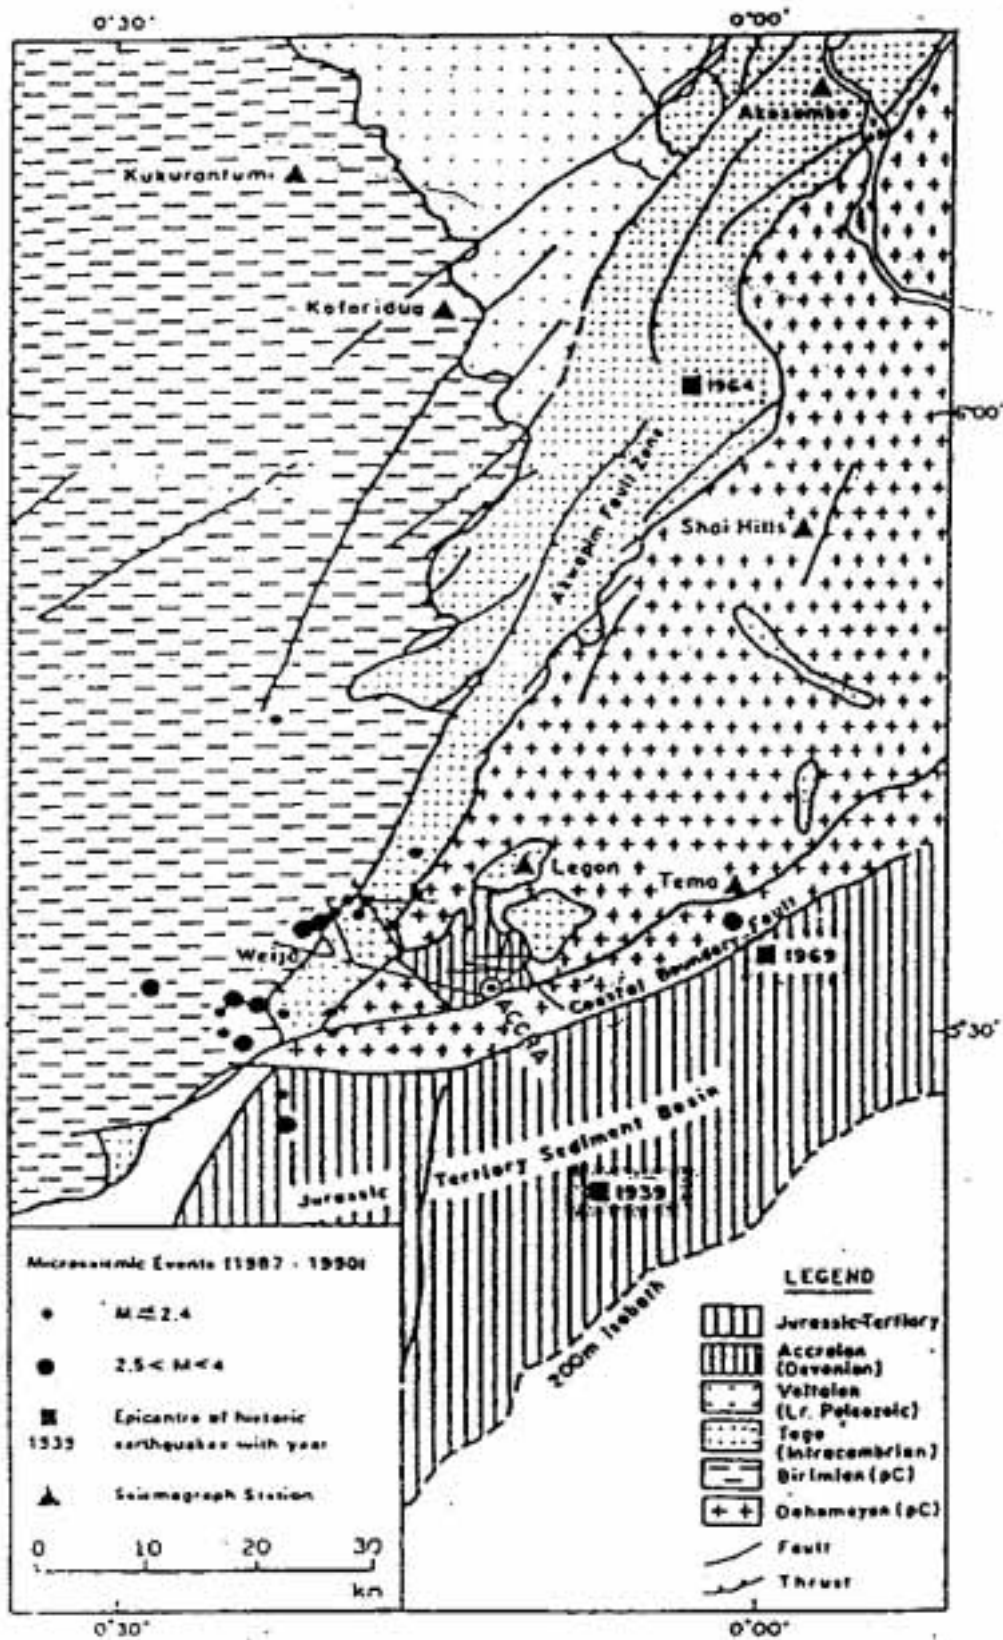 0°30'
0°00'
Akosombo
Kukurantumi
Koforidua
1964
6°00'
Akwapim Fault Zone
Shai Hills
Legon
Tema
Weija
Coastal Boundary Fault
1969
ACCRA
5°30'
Jurassic Tertiary Sediment Basin
1939
200m Isobath
Microseismic Events (1987 - 1990)
M ≤ 2.4
2.5 < M < 4
Epicentre of historic
1939 earthquakes with year
Seismograph Station
0 10 20 30
km
LEGEND
Jurassic-Tertiary
Accraian
(Devonian)
Voltaian
(Lr. Paleozoic)
Togo
(Intracambrian)
Birimian (pC)
Dahomeyan (pC)
Fault
Thrust
0°30'
0°00'